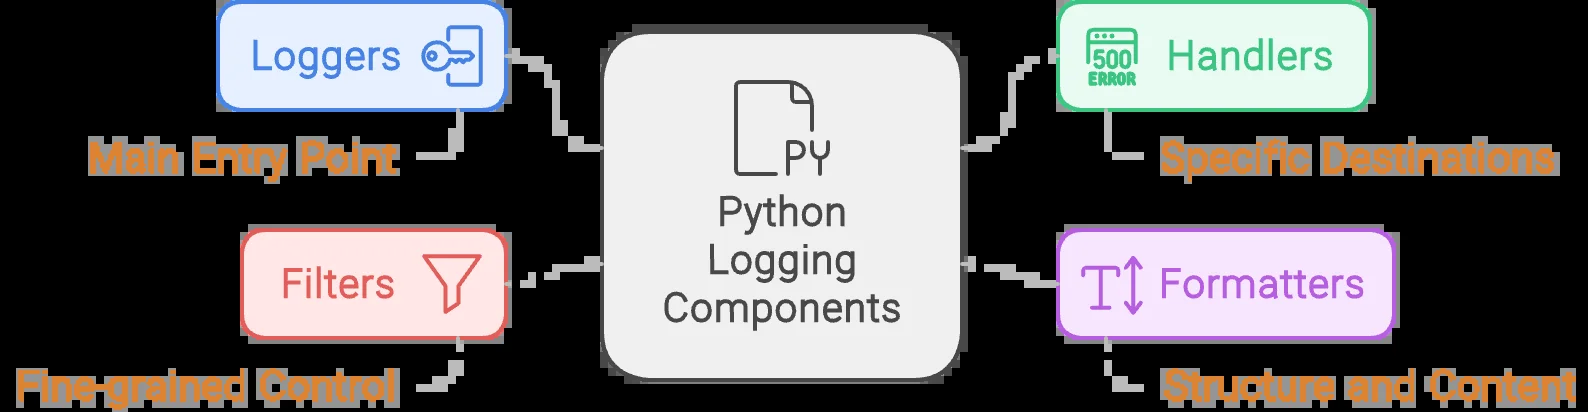 Loggers
Main Entry Point
Filters
Fine-grained Control
PY
Python
Logging
Components
500
ERROR
Handlers
Specific Destinations
Formatters
Structure and Content